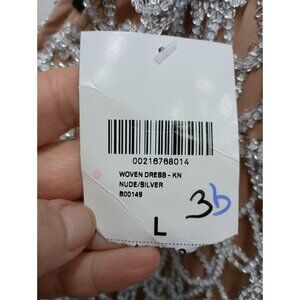 00216768014
WOVEN DRESS - KN
NUDE/SILVER
B00149
3b
L